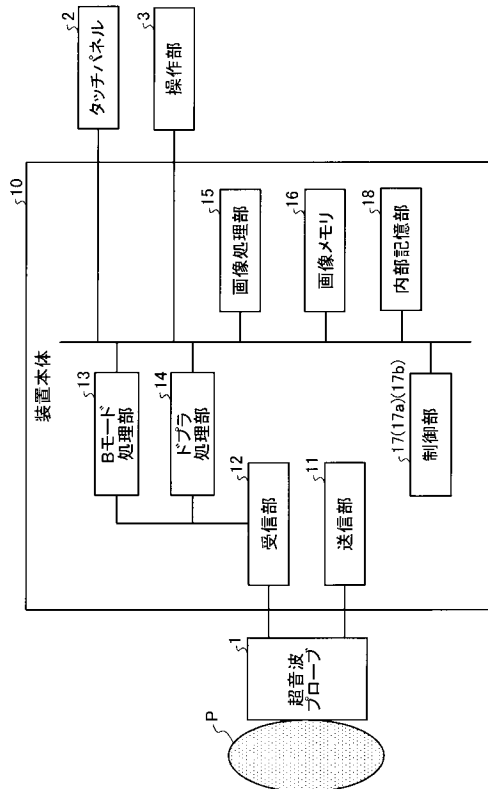 P
1
超音波
プローブ
10
装置本体
12
受信部
11
送信部
13
Bモード
処理部
14
ドプラ
処理部
17(17a)(17b)
制御部
15
画像処理部
16
画像メモリ
18
内部記憶部
2
タッチパネル
3
操作部